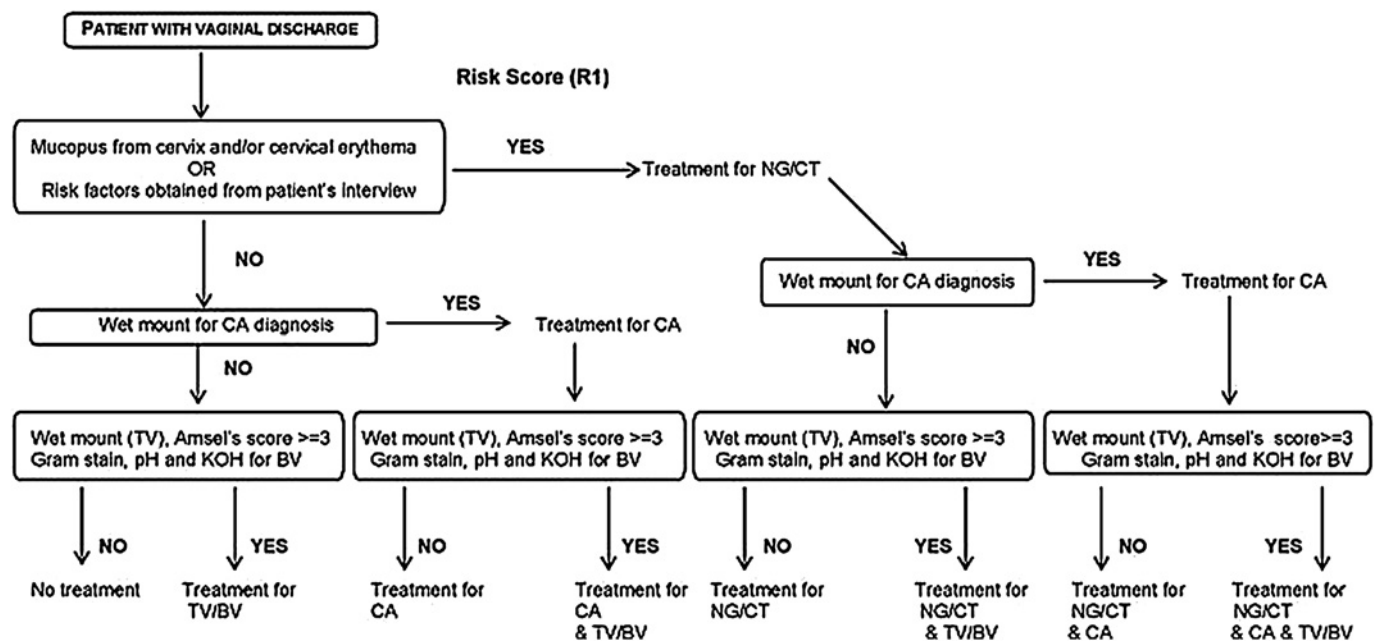 PATIENT WITH VAGINAL DISCHARGE
Risk Score (R1)
Mucopus from cervix and/or cervical erythema
OR
Risk factors obtained from patient's interview
YES
Treatment for NG/CT
NO
Wet mount for CA diagnosis
YES
Treatment for CA
Wet mount for CA diagnosis
YES
Treatment for CA
NO
NO
Wet mount (TV), Amsel's score >=3
Gram stain, pH and KOH for BV
Wet mount (TV), Amsel's score >=3
Gram stain, pH and KOH for BV
Wet mount (TV), Amsel's score >=3
Gram stain, pH and KOH for BV
Wet mount (TV), Amsel's score>=3
Gram stain, pH and KOH for BV
NO
YES
NO
YES
NO
YES
NO
YES
No treatment
Treatment for
TV/BV
Treatment for
CA
Treatment for
CA
& TV/BV
Treatment for
NG/CT
Treatment for
NG/CT
& TV/BV
Treatment for
NG/CT
& CA
Treatment for
NG/CT
& CA & TV/BV